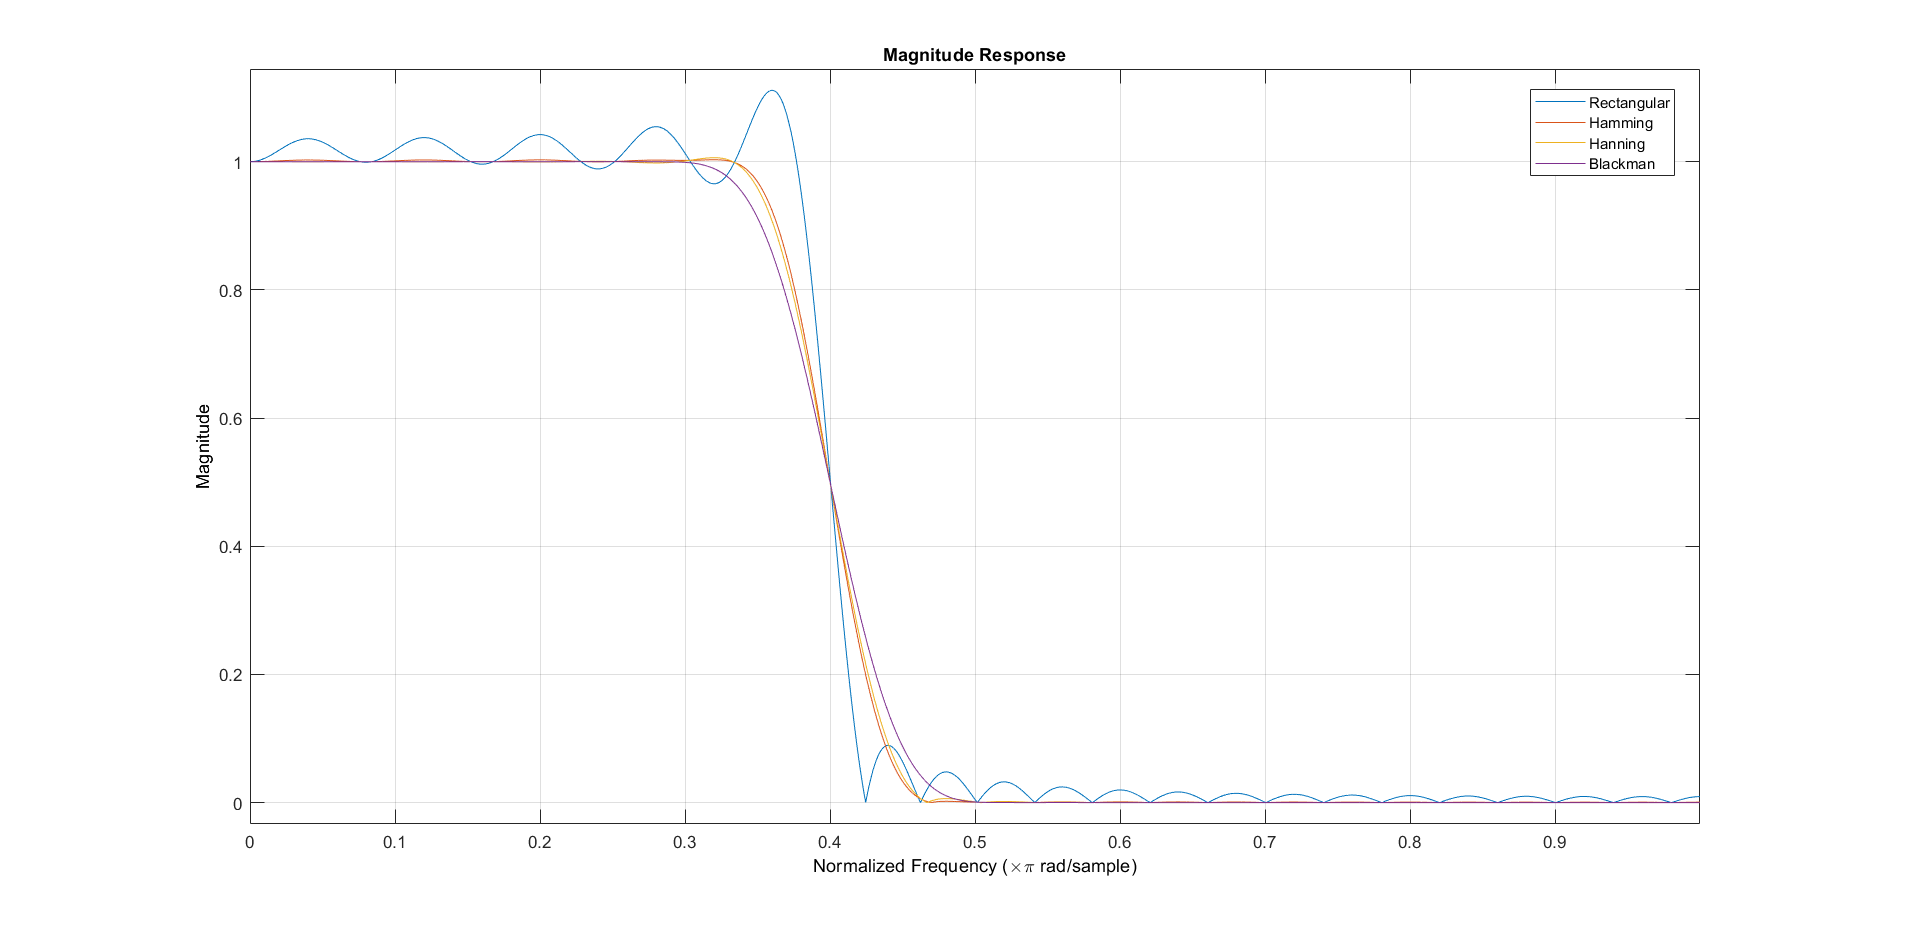 Magnitude Response
Rectangular
Hamming
Hanning
Blackman
1
0.8
0.6
0.4
0.2
0
Magnitude
0 0.1 0.2 0.3 0.4 0.5 0.6 0.7 0.8 0.9
Normalized Frequency (×π rad/sample)